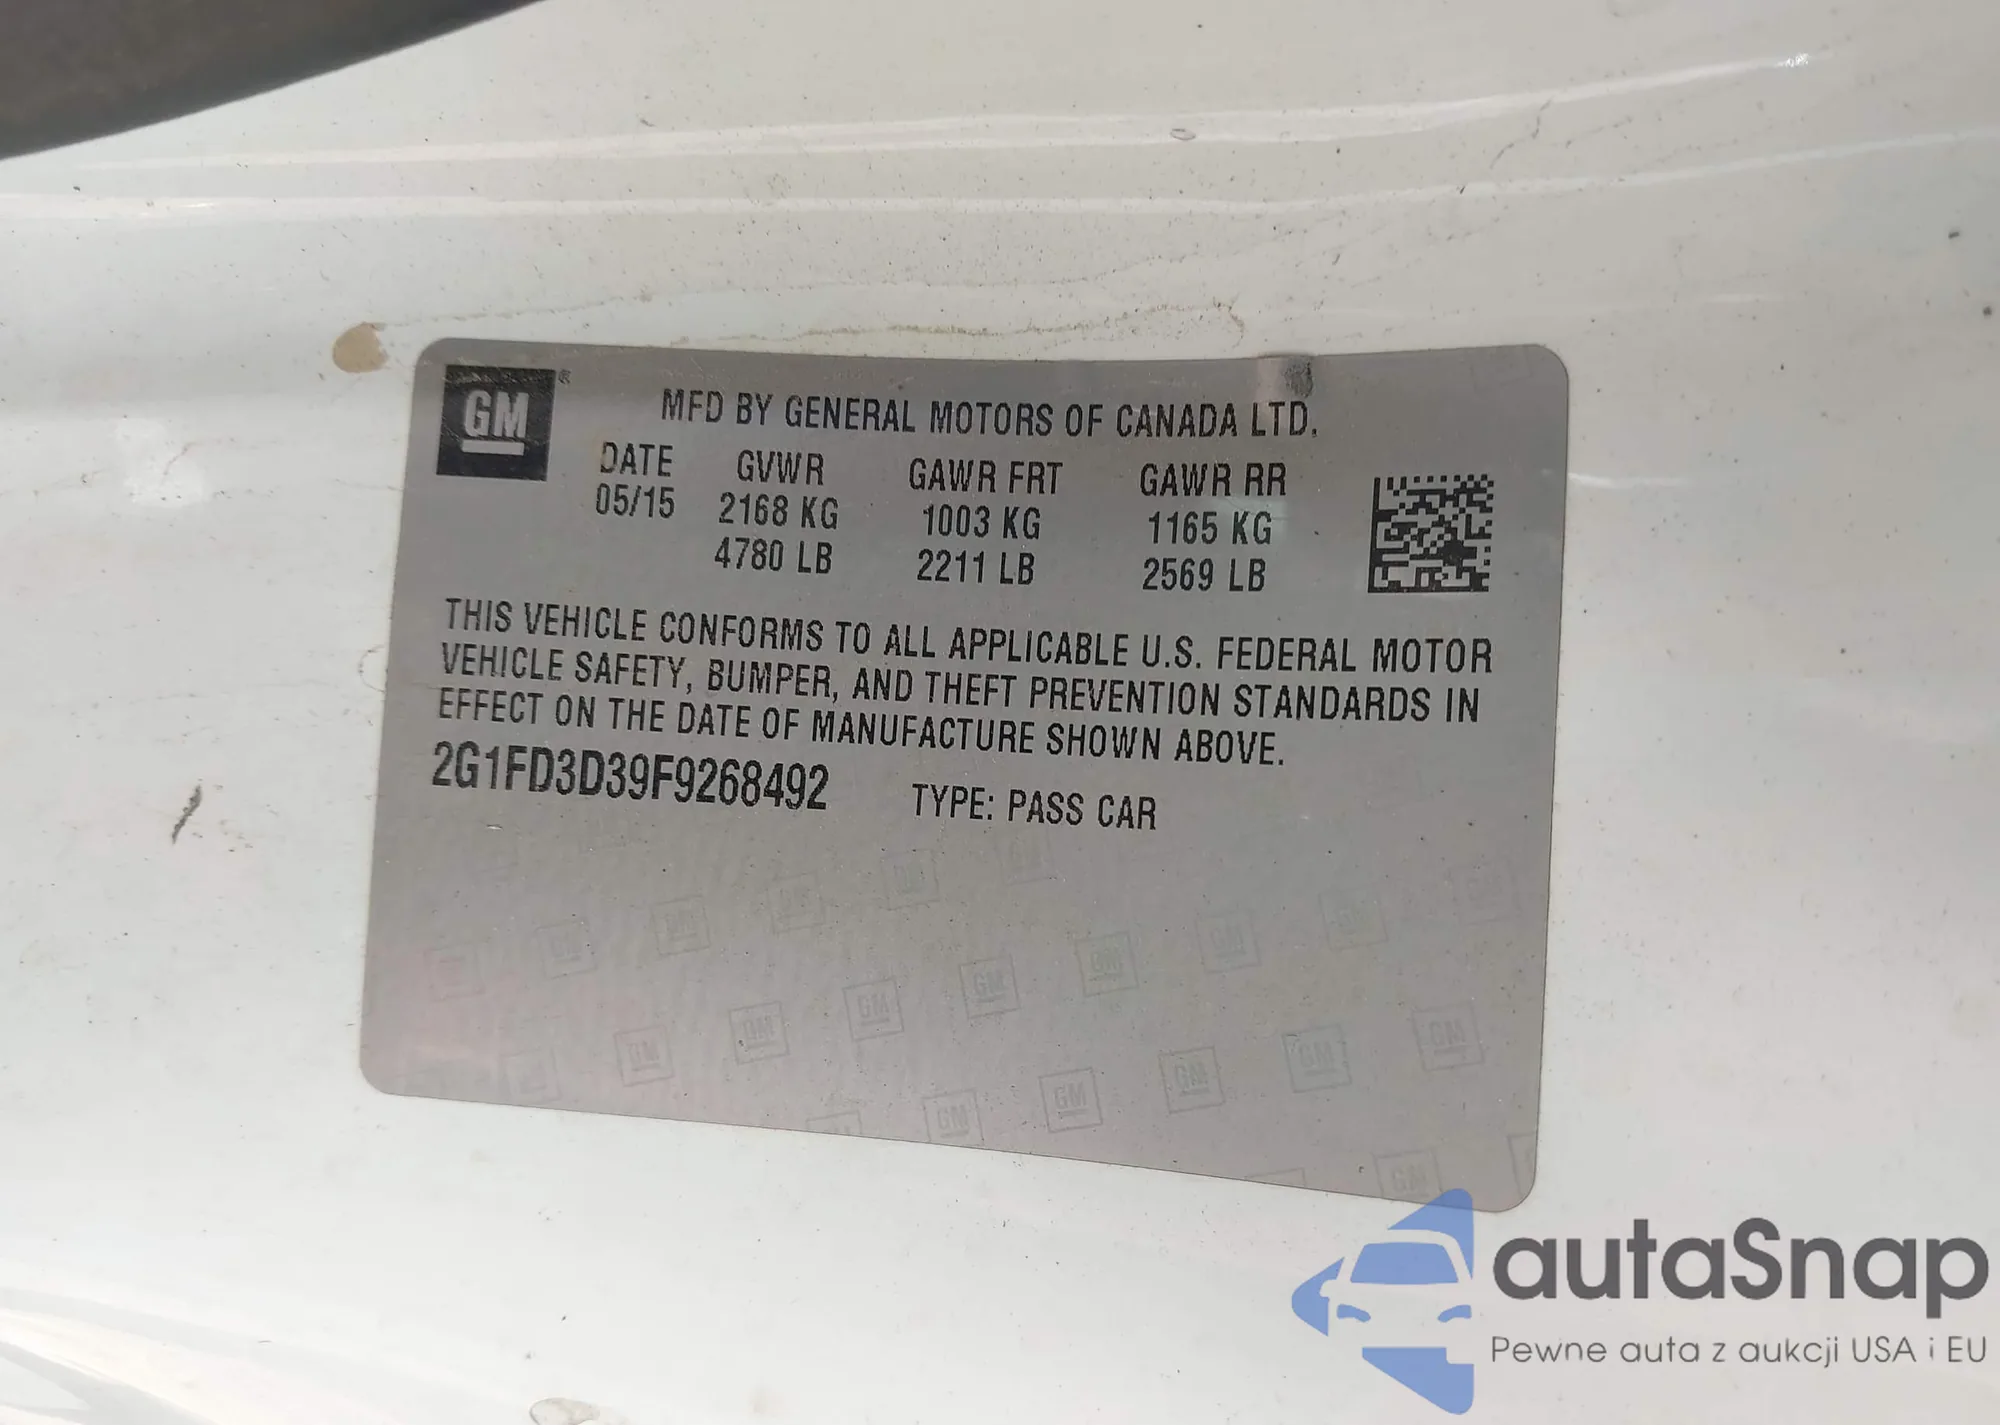 GM®
MFD BY GENERAL MOTORS OF CANADA LTD.
DATE GVWR GAWR FRT GAWR RR
05/15 2168 KG 1003 KG 1165 KG
4780 LB 2211 LB 2569 LB
THIS VEHICLE CONFORMS TO ALL APPLICABLE U.S. FEDERAL MOTOR
VEHICLE SAFETY, BUMPER, AND THEFT PREVENTION STANDARDS IN
EFFECT ON THE DATE OF MANUFACTURE SHOWN ABOVE.
2G1FD3D39F9268492 TYPE: PASS CAR
autaSnap
Pewne auta z aukcji USA i EU